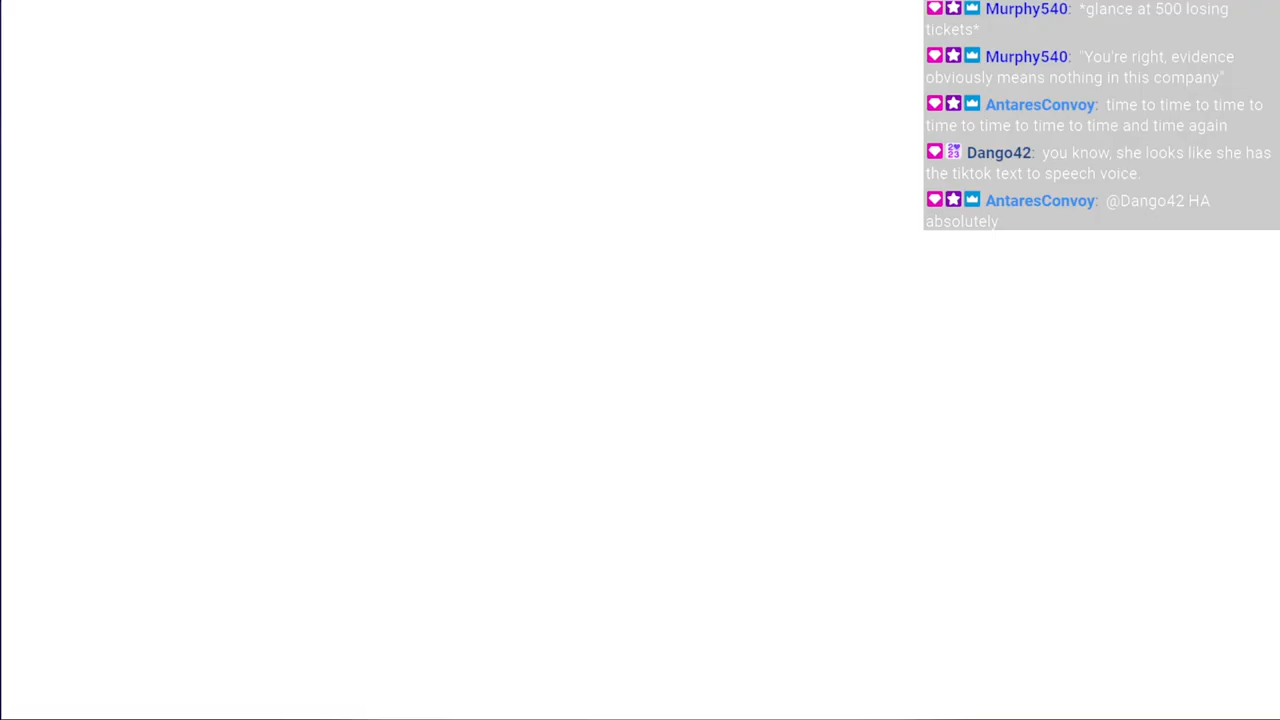 Murphy540: *glance at 500 losing
tickets*
Murphy540: "You're right, evidence
obviously means nothing in this company"
AntaresConvoy: time to time to time to
time to time to time to time and time again
Dango42: you know, she looks like she has
the tiktok text to speech voice.
AntaresConvoy: @Dango42 HA
absolutely